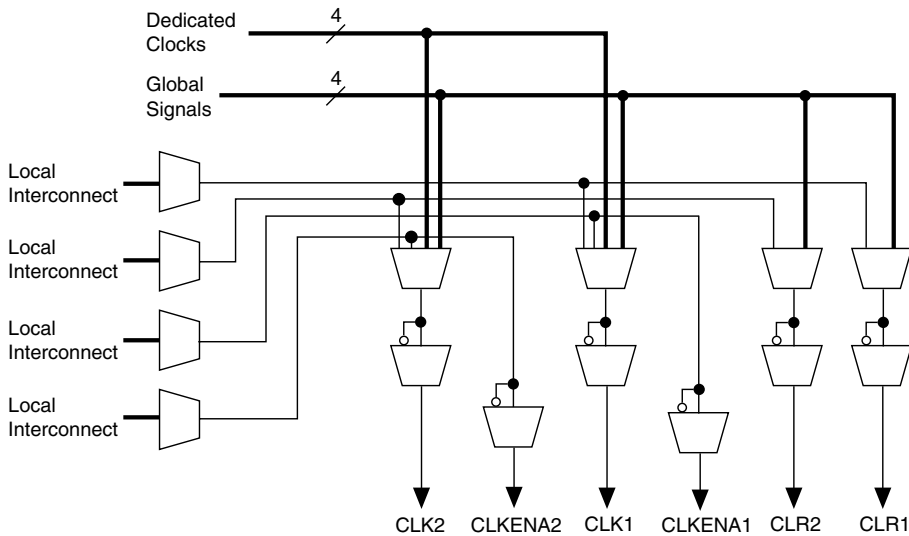 Dedicated
Clocks
4
Global
Signals
4
Local
Interconnect
Local
Interconnect
Local
Interconnect
Local
Interconnect
CLK2
CLKENA2
CLK1
CLKENA1
CLR2
CLR1